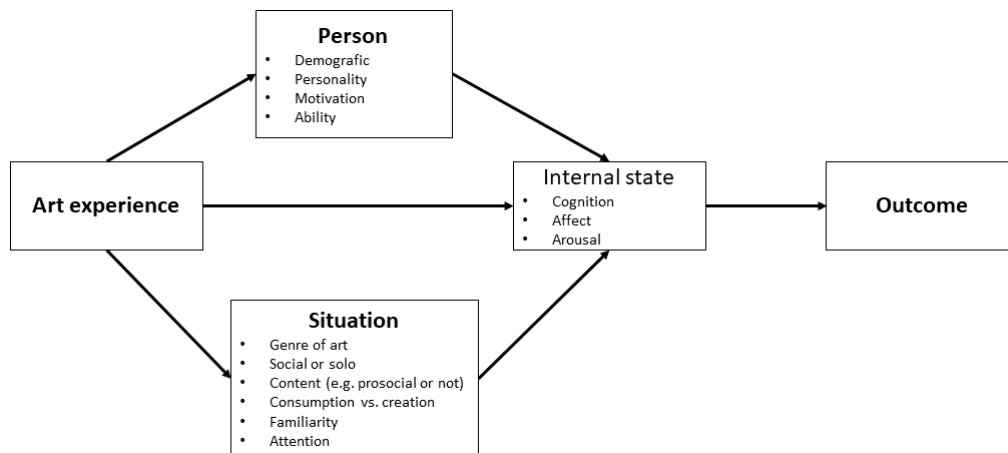 Person
• Demografic
• Personality
• Motivation
• Ability
Art experience
Internal state
• Cognition
• Affect
• Arousal
Outcome
Situation
• Genre of art
• Social or solo
• Content (e.g. prosocial or not)
• Consumption vs. creation
• Familiarity
• Attention